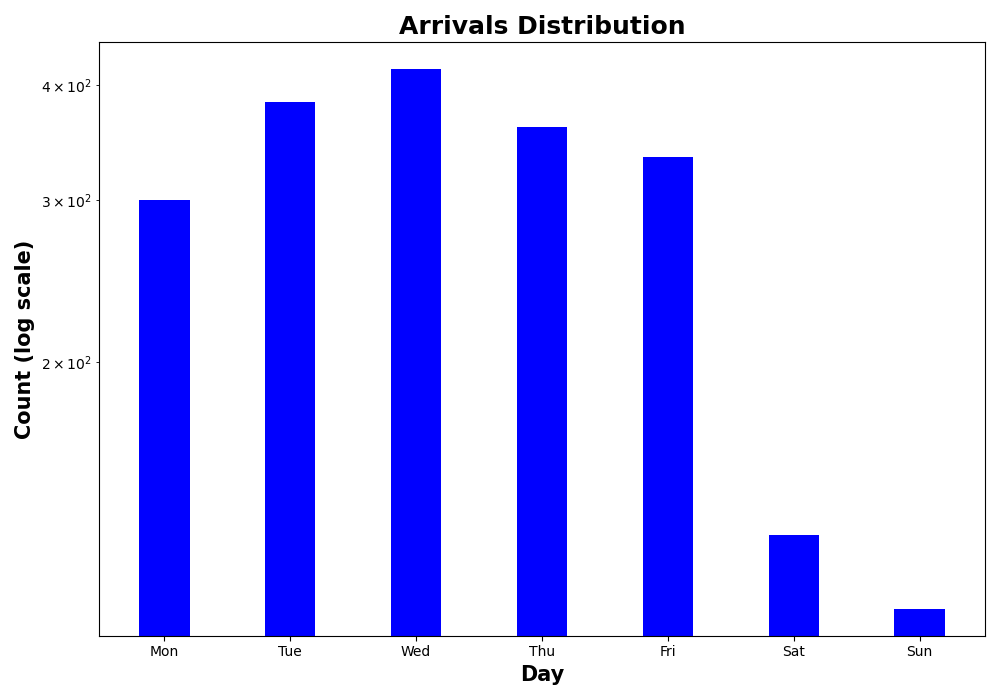 Arrivals Distribution
4 × 10²
3 × 10²
2 × 10²
Count (log scale)
Mon Tue Wed Thu Fri Sat Sun
Day